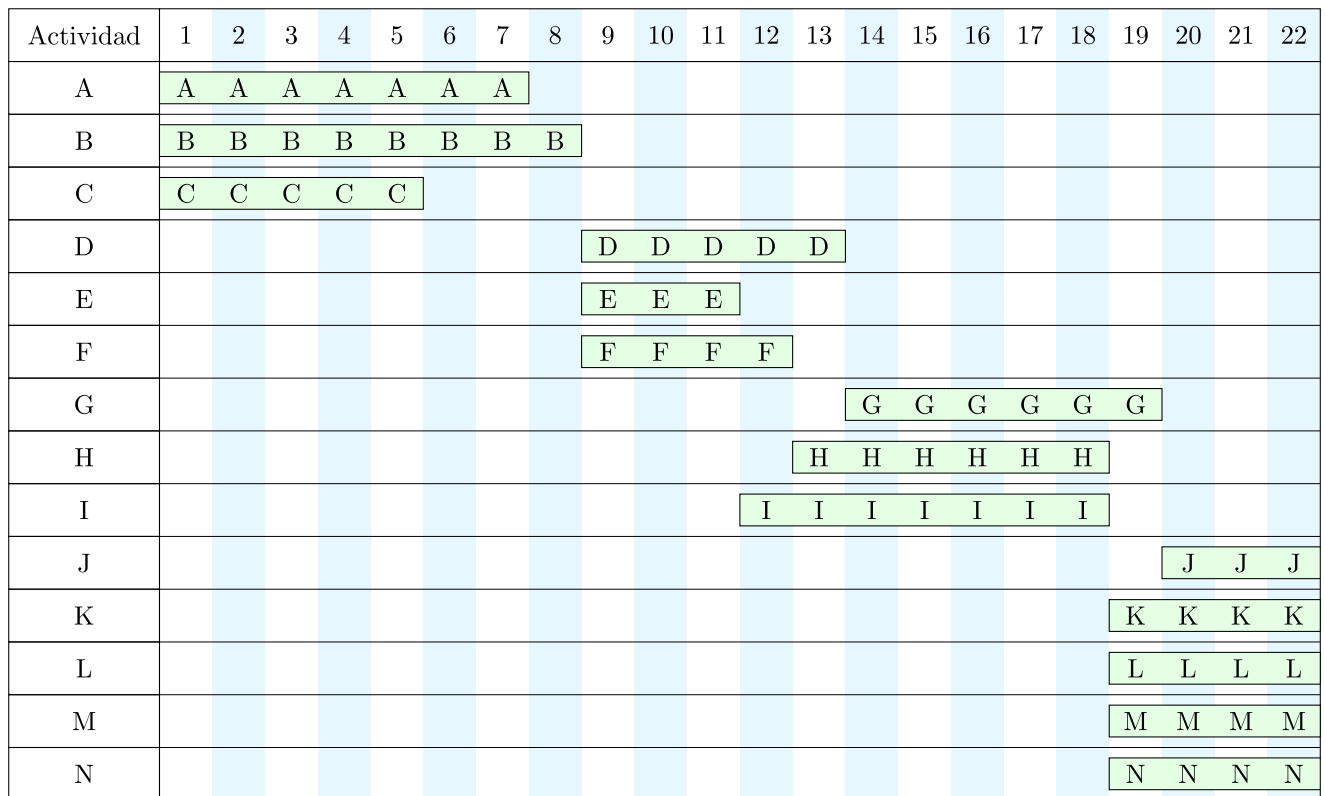 Actividad 1 2 3 4 5 6 7 8 9 10 11 12 13 14 15 16 17 18 19 20 21 22
A A A A A A A A
B B B B B B B B B
C C C C C C
D D D D D D
E E E E
F F F F F
G G G G G G G
H H H H H H H
I I I I I I I I
J J J J
K K K K K
L L L L L
M M M M M
N N N N N